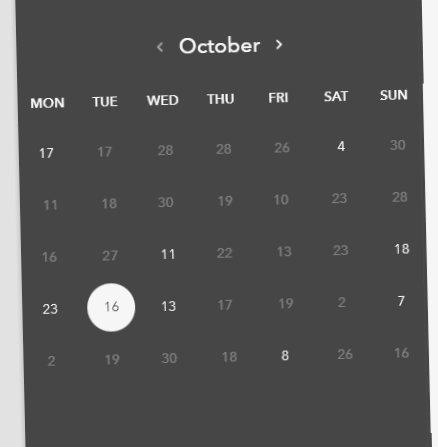 ‹ October ›
MON TUE WED THU FRI SAT SUN
17 17 28 28 26 4 30
11 18 30 19 10 23 28
16 27 11 22 13 23 18
23 16 13 17 19 2 7
2 19 30 18 8 26 16